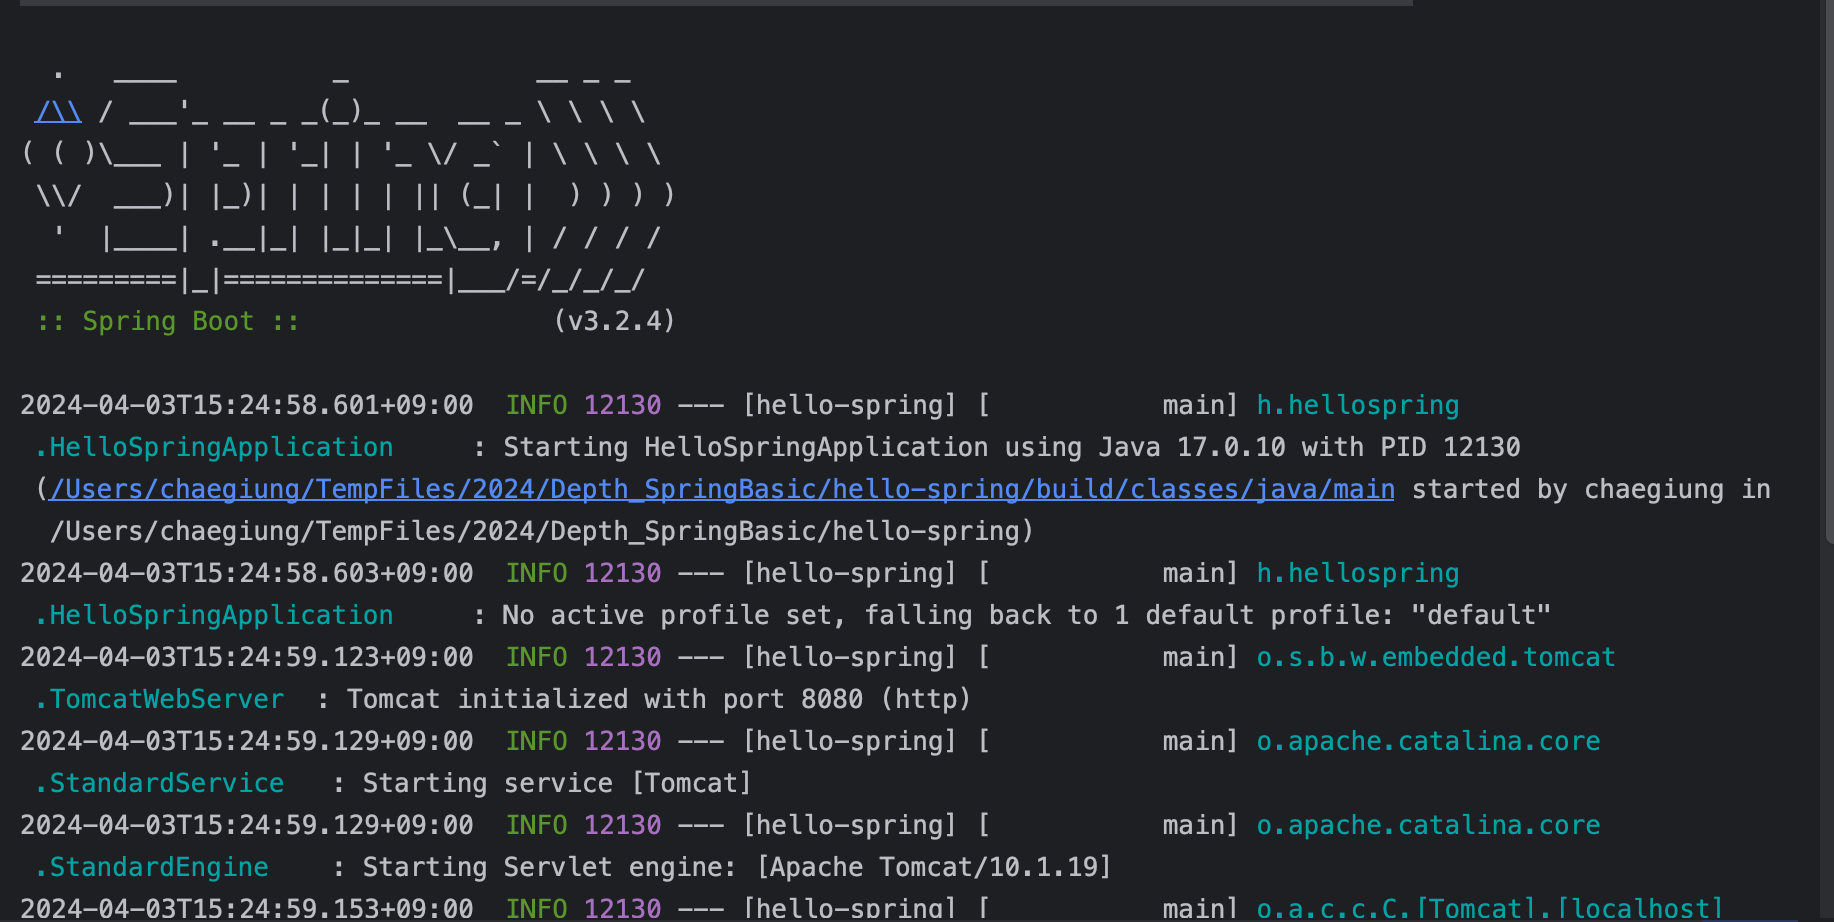 .   ____          _            __ _ _
 /\\ / ___'_ __ _ _(_)_ __  __ _ \ \ \ \
( ( )\___ | '_ | '_| | '_ \/ _` | \ \ \ \
 \\/  ___)| |_)| | | | | || (_| |  ) ) ) )
  '  |____| .__|_| |_|_| |_\__, | / / / /
 =========|_|==============|___/=/_/_/_/
 :: Spring Boot ::                (v3.2.4)
2024-04-03T15:24:58.601+09:00  INFO 12130 --- [hello-spring] [           main] h.hellospring
 .HelloSpringApplication     : Starting HelloSpringApplication using Java 17.0.10 with PID 12130
 (/Users/chaegiung/TempFiles/2024/Depth_SpringBasic/hello-spring/build/classes/java/main started by chaegiung in
  /Users/chaegiung/TempFiles/2024/Depth_SpringBasic/hello-spring)
2024-04-03T15:24:58.603+09:00  INFO 12130 --- [hello-spring] [           main] h.hellospring
 .HelloSpringApplication     : No active profile set, falling back to 1 default profile: "default"
2024-04-03T15:24:59.123+09:00  INFO 12130 --- [hello-spring] [           main] o.s.b.w.embedded.tomcat
 .TomcatWebServer  : Tomcat initialized with port 8080 (http)
2024-04-03T15:24:59.129+09:00  INFO 12130 --- [hello-spring] [           main] o.apache.catalina.core
 .StandardService   : Starting service [Tomcat]
2024-04-03T15:24:59.129+09:00  INFO 12130 --- [hello-spring] [           main] o.apache.catalina.core
 .StandardEngine    : Starting Servlet engine: [Apache Tomcat/10.1.19]
2024-04-03T15:24:59.153+09:00  INFO 12130 --- [hello-spring] [           main] o.a.c.c.C.[Tomcat].[localhost]